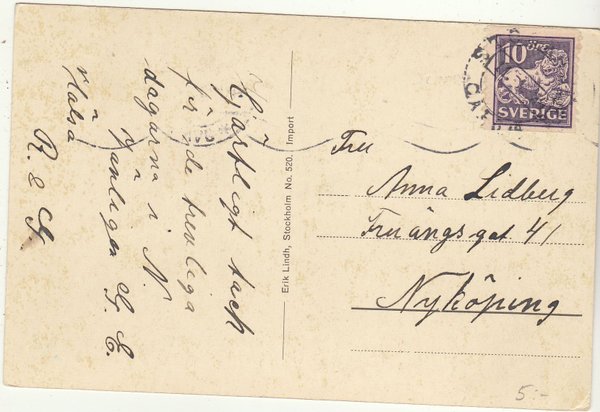 Hjärtligt tack
för de trevliga
dagarna i N.
Vänligen G. E.
Hälsa
R. & G.
Erik Lindh, Stockholm No. 520. Import
10 ÖRE
SVERIGE
Fru
Anna Lidberg
Fruängsgat 41
Nyköping
5:-